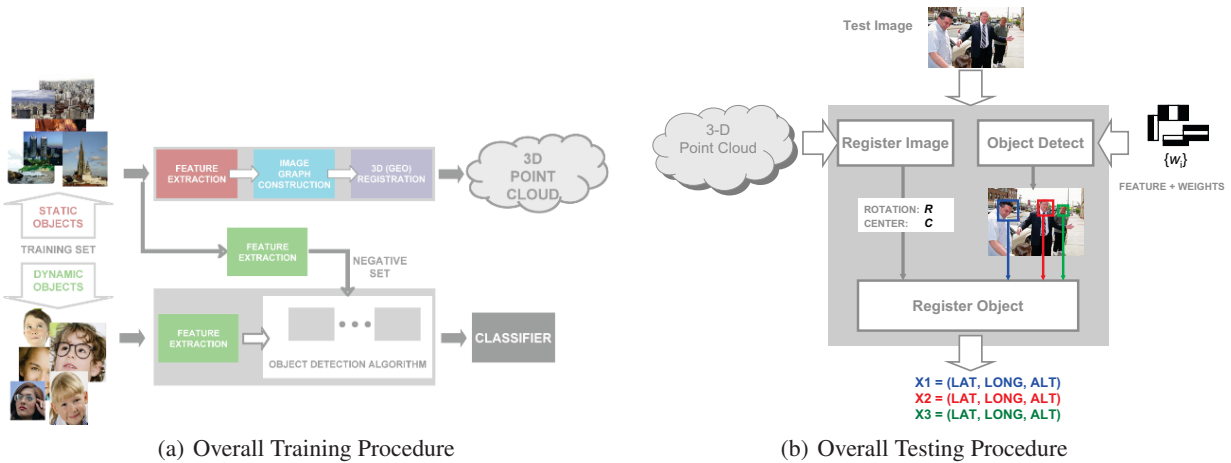 FEATURE
EXTRACTION
IMAGE
GRAPH
CONSTRUCTION
3D (GEO)
REGISTRATION
3D
POINT
CLOUD
STATIC
OBJECTS
TRAINING SET
DYNAMIC
OBJECTS
FEATURE
EXTRACTION
NEGATIVE
SET
FEATURE
EXTRACTION
OBJECT DETECTION ALGORITHM
CLASSIFIER
(a) Overall Training Procedure
Test Image
3-D
Point Cloud
Register Image
Object Detect
{wi}
FEATURE + WEIGHTS
ROTATION: R
CENTER: C
Register Object
X1 = (LAT, LONG, ALT)
X2 = (LAT, LONG, ALT)
X3 = (LAT, LONG, ALT)
(b) Overall Testing Procedure